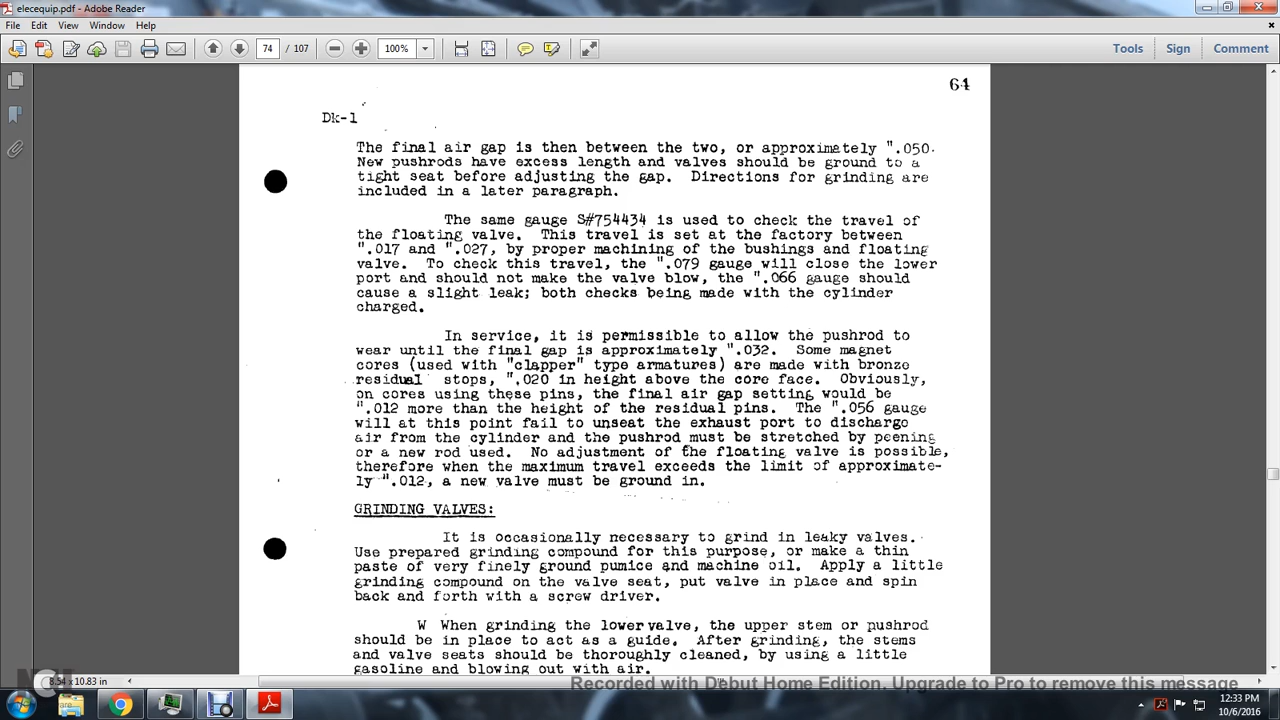 elecequip.pdf - Adobe Reader
File Edit View Window Help
74 / 107 100% Tools Sign Comment
64
Dk-1
The final air gap is then between the two, or approximately ".050.
New pushrods have excess length and valves should be ground to a
tight seat before adjusting the gap. Directions for grinding are
included in a later paragraph.
The same gauge S#754434 is used to check the travel of
the floating valve. This travel is set at the factory between
".017 and ".027, by proper machining of the bushings and floating
valve. To check this travel, the ".079 gauge will close the lower
port and should not make the valve blow, the ".066 gauge should
cause a slight leak; both checks being made with the cylinder
charged.
In service, it is permissible to allow the pushrod to
wear until the final gap is approximately ".032. Some magnet
cores (used with "clapper" type armatures) are made with bronze
residual stops, ".020 in height above the core face. Obviously,
on cores using these pins, the final air gap setting would be
".012 more than the height of the residual pins. The ".056 gauge
will at this point fail to unseat the exhaust port to discharge
air from the cylinder and the pushrod must be stretched by peening
or a new rod used. No adjustment of the floating valve is possible,
therefore when the maximum travel exceeds the limit of approximate-
ly ".012, a new valve must be ground in.
GRINDING VALVES:
It is occasionally necessary to grind in leaky valves.
Use prepared grinding compound for this purpose, or make a thin
paste of very finely ground pumice and machine oil. Apply a little
grinding compound on the valve seat, put valve in place and spin
back and forth with a screw driver.
W When grinding the lower valve, the upper stem or pushrod
should be in place to act as a guide. After grinding, the stems
and valve seats should be thoroughly cleaned, by using a little
gasoline and blowing out with air.
8.54 x 10.83 in
Recorded with Debut Home Edition. Upgrade to Pro to remove this message
12:33 PM
10/6/2016